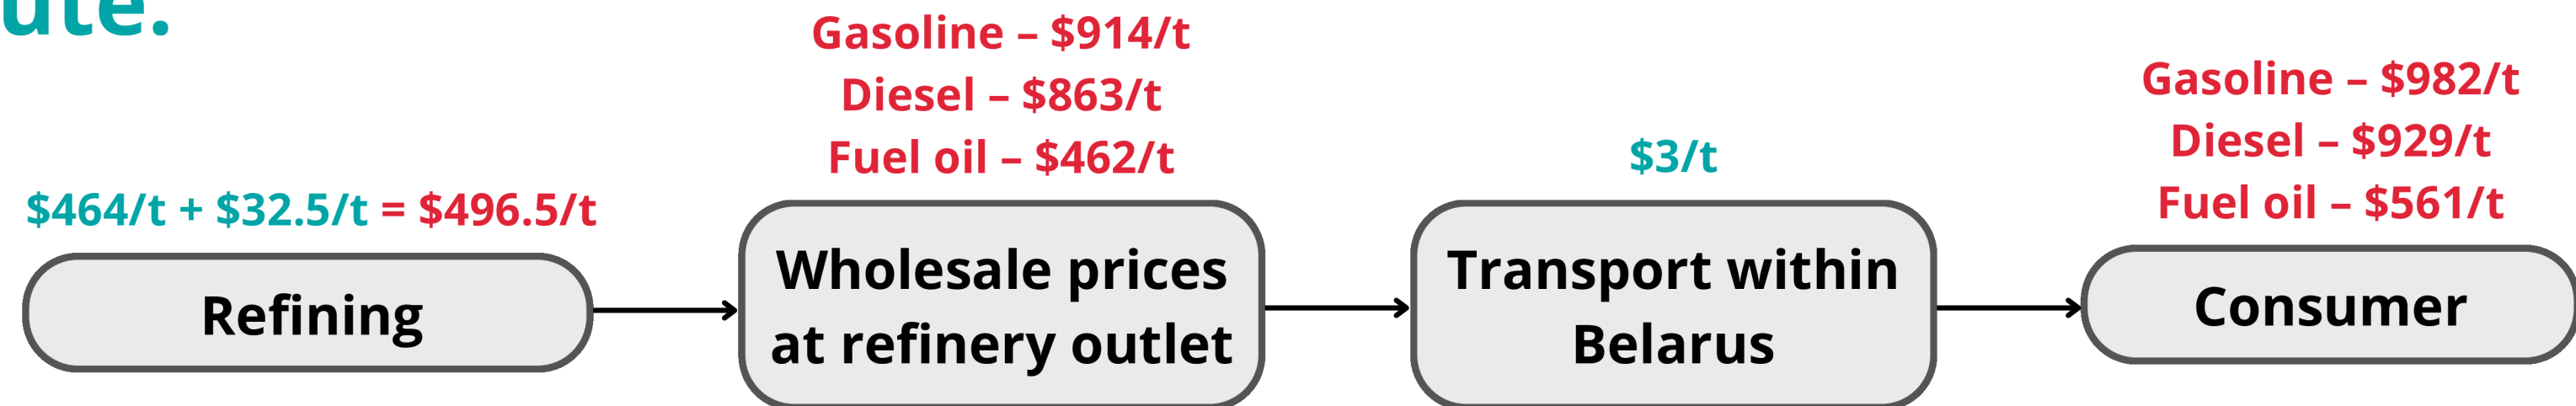 ute.
$464/t + $32.5/t = $496.5/t
Refining
Gasoline – $914/t
Diesel – $863/t
Fuel oil – $462/t
Wholesale prices
at refinery outlet
$3/t
Transport within
Belarus
Gasoline – $982/t
Diesel – $929/t
Fuel oil – $561/t
Consumer